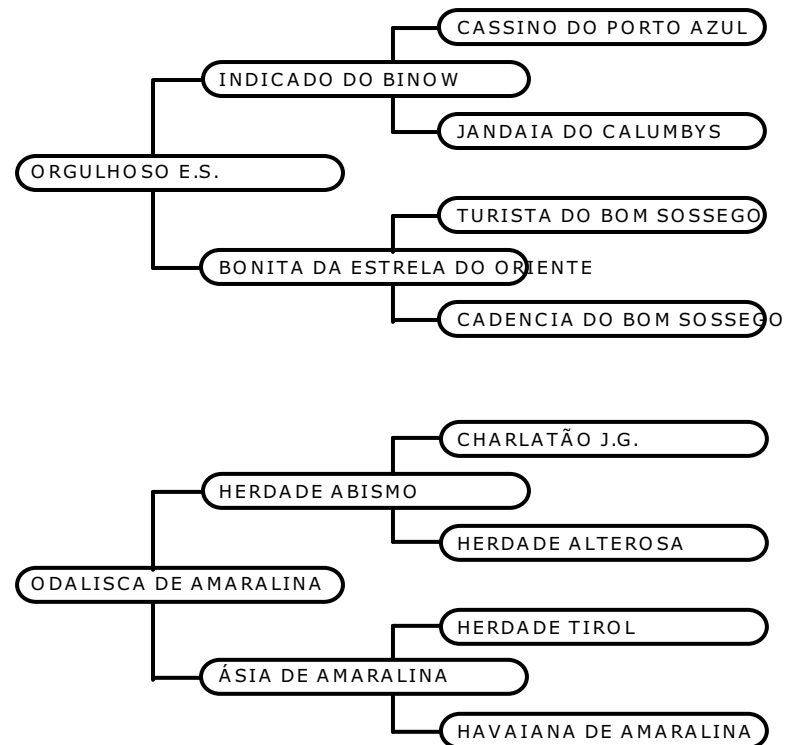 CASSINO DO PORTO AZUL
INDICADO DO BINOW
JANDAIA DO CALUMBYS
ORGULHOSO E.S.
TURISTA DO BOM SOSSEGO
BONITA DA ESTRELA DO ORIENTE
CADENCIA DO BOM SOSSEGO
CHARLATÃO J.G.
HERDADE ABISMO
HERDADE ALTEROSA
ODALISCA DE AMARALINA
HERDADE TIROL
ÁSIA DE AMARALINA
HAVAIANA DE AMARALINA